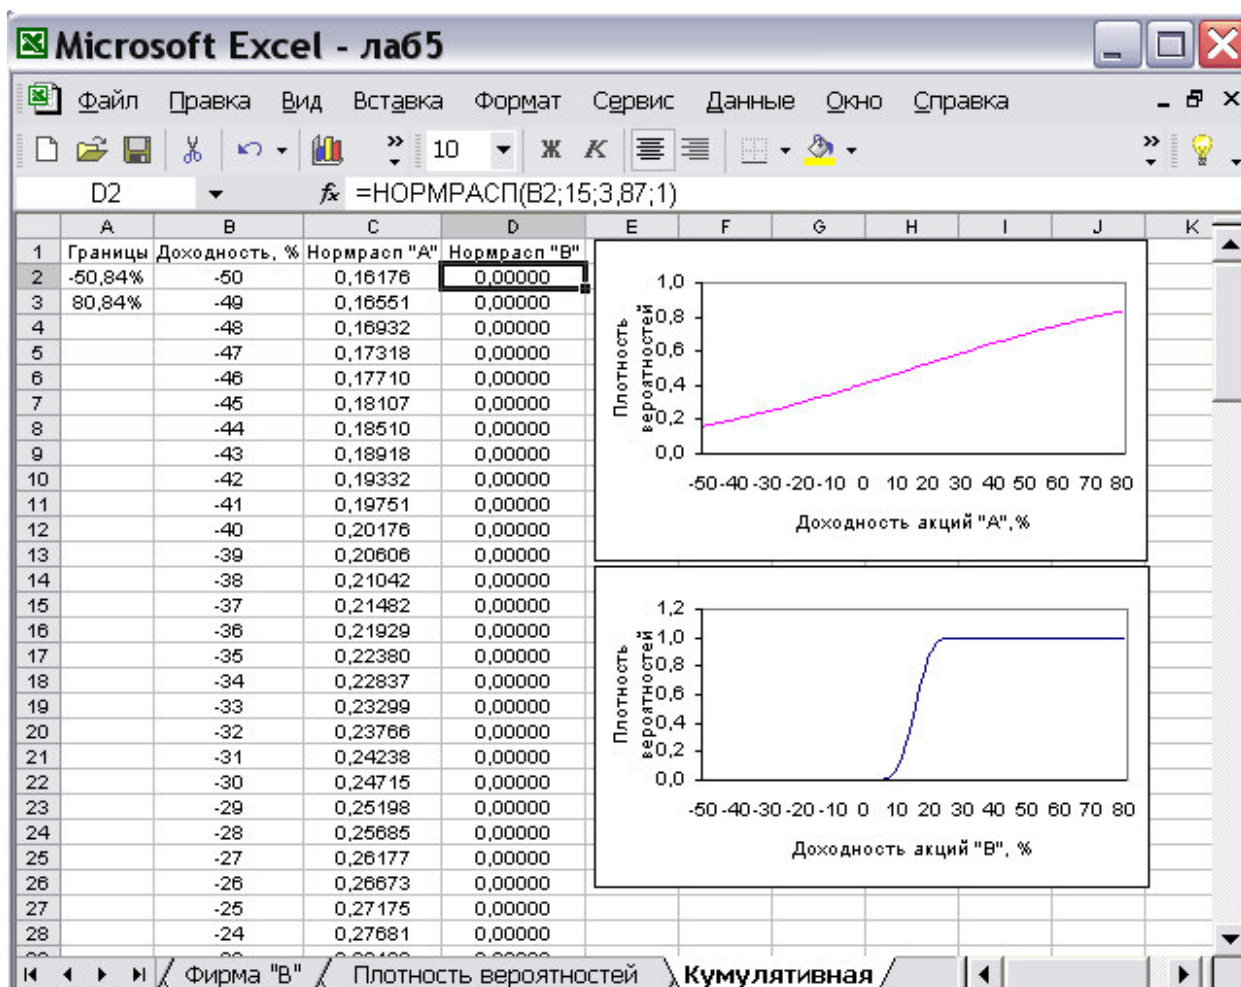 Microsoft Excel - лаб5
Файл Правка Вид Вставка Формат Сервис Данные Окно Справка
10 Ж К
D2 fx =НОРМРАСП(B2;15;3,87;1)
A B C D E F G H I J K
1 Границы Доходность, % Нормрасп "А" Нормрасп "В"
2 -50,84% -50 0,16176 0,00000
3 80,84% -49 0,16551 0,00000
4 -48 0,16932 0,00000
5 -47 0,17318 0,00000
6 -46 0,17710 0,00000
7 -45 0,18107 0,00000
8 -44 0,18510 0,00000
9 -43 0,18918 0,00000
10 -42 0,19332 0,00000
11 -41 0,19751 0,00000
12 -40 0,20176 0,00000
13 -39 0,20606 0,00000
14 -38 0,21042 0,00000
15 -37 0,21482 0,00000
16 -36 0,21929 0,00000
17 -35 0,22380 0,00000
18 -34 0,22837 0,00000
19 -33 0,23299 0,00000
20 -32 0,23766 0,00000
21 -31 0,24238 0,00000
22 -30 0,24715 0,00000
23 -29 0,25198 0,00000
24 -28 0,25685 0,00000
25 -27 0,26177 0,00000
26 -26 0,26673 0,00000
27 -25 0,27175 0,00000
28 -24 0,27681 0,00000
Плотность
вероятностей
1,0
0,8
0,6
0,4
0,2
0,0
-50 -40 -30 -20 -10 0 10 20 30 40 50 60 70 80
Доходность акций "А",%
Плотность
вероятностей
1,2
1,0
0,8
0,6
0,4
0,2
0,0
-50 -40 -30 -20 -10 0 10 20 30 40 50 60 70 80
Доходность акций "В", %
Фирма "В" Плотность вероятностей Кумулятивная